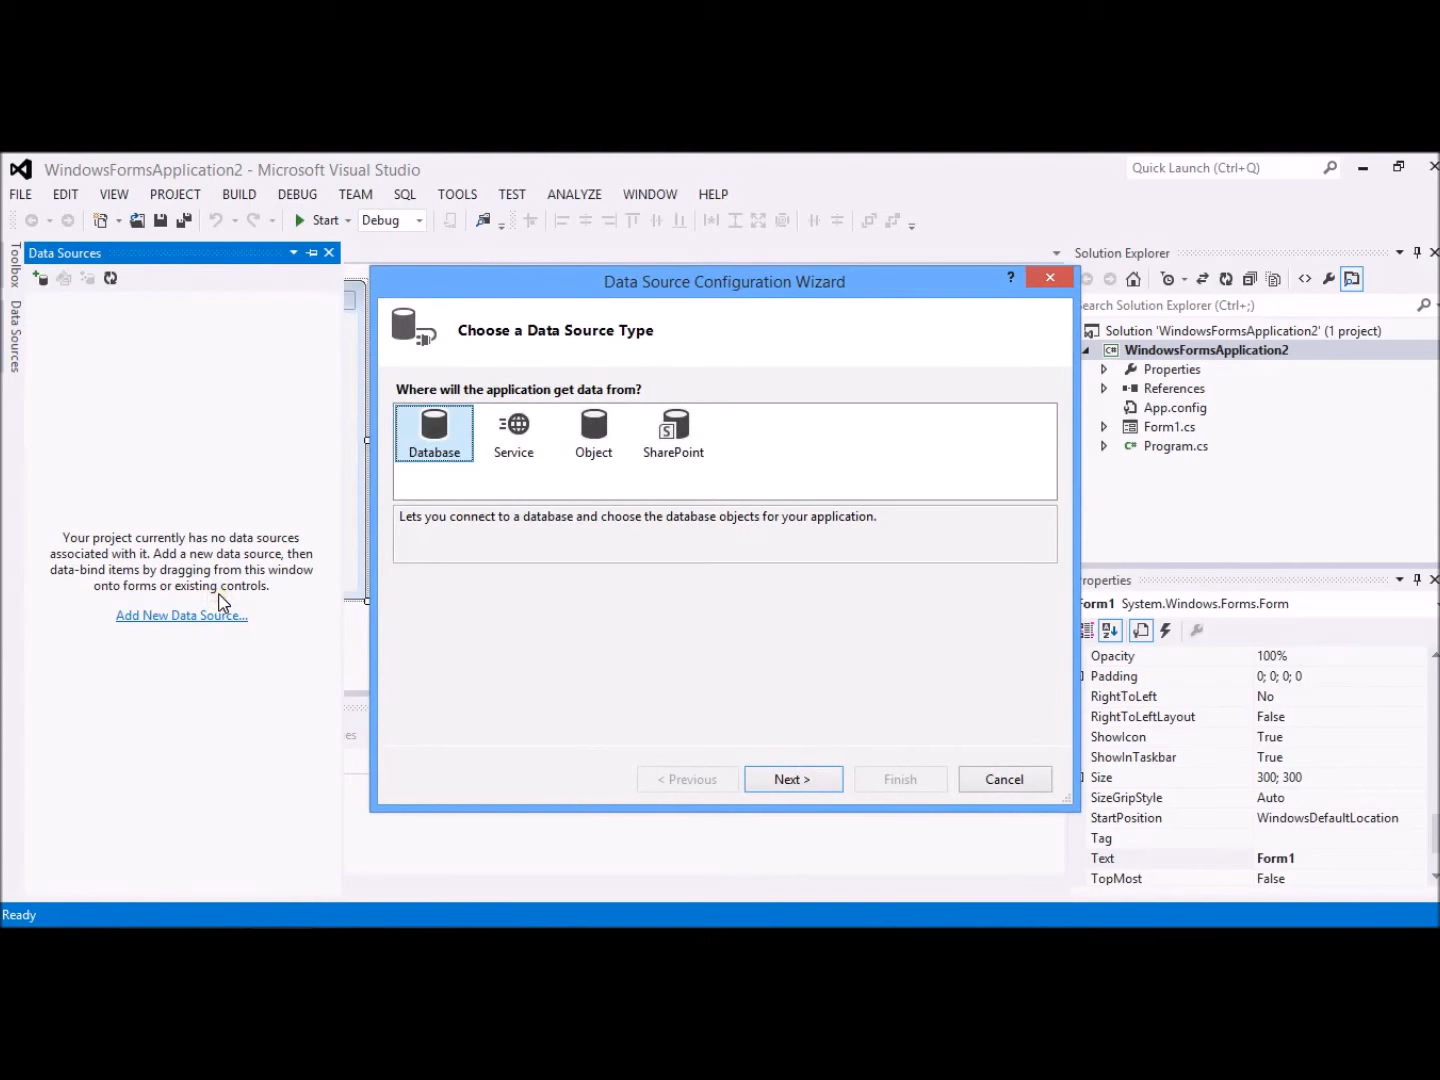 WindowsFormsApplication2 - Microsoft Visual Studio
Quick Launch (Ctrl+Q)
FILE EDIT VIEW PROJECT BUILD DEBUG TEAM SQL TOOLS TEST ANALYZE WINDOW HELP
Start Debug
Toolbox
Data Sources
Data Sources
Your project currently has no data sources
associated with it. Add a new data source, then
data-bind items by dragging from this window
onto forms or existing controls.
Add New Data Source...
Data Source Configuration Wizard
?
Choose a Data Source Type
Where will the application get data from?
Database Service Object SharePoint
Lets you connect to a database and choose the database objects for your application.
< Previous Next > Finish Cancel
Solution Explorer
Search Solution Explorer (Ctrl+;)
Solution 'WindowsFormsApplication2' (1 project)
C# WindowsFormsApplication2
Properties
References
App.config
Form1.cs
C# Program.cs
roperties
Form1 System.Windows.Forms.Form
Opacity 100%
Padding 0; 0; 0; 0
RightToLeft No
RightToLeftLayout False
ShowIcon True
ShowInTaskbar True
Size 300; 300
SizeGripStyle Auto
StartPosition WindowsDefaultLocation
Tag
Text Form1
TopMost False
Ready